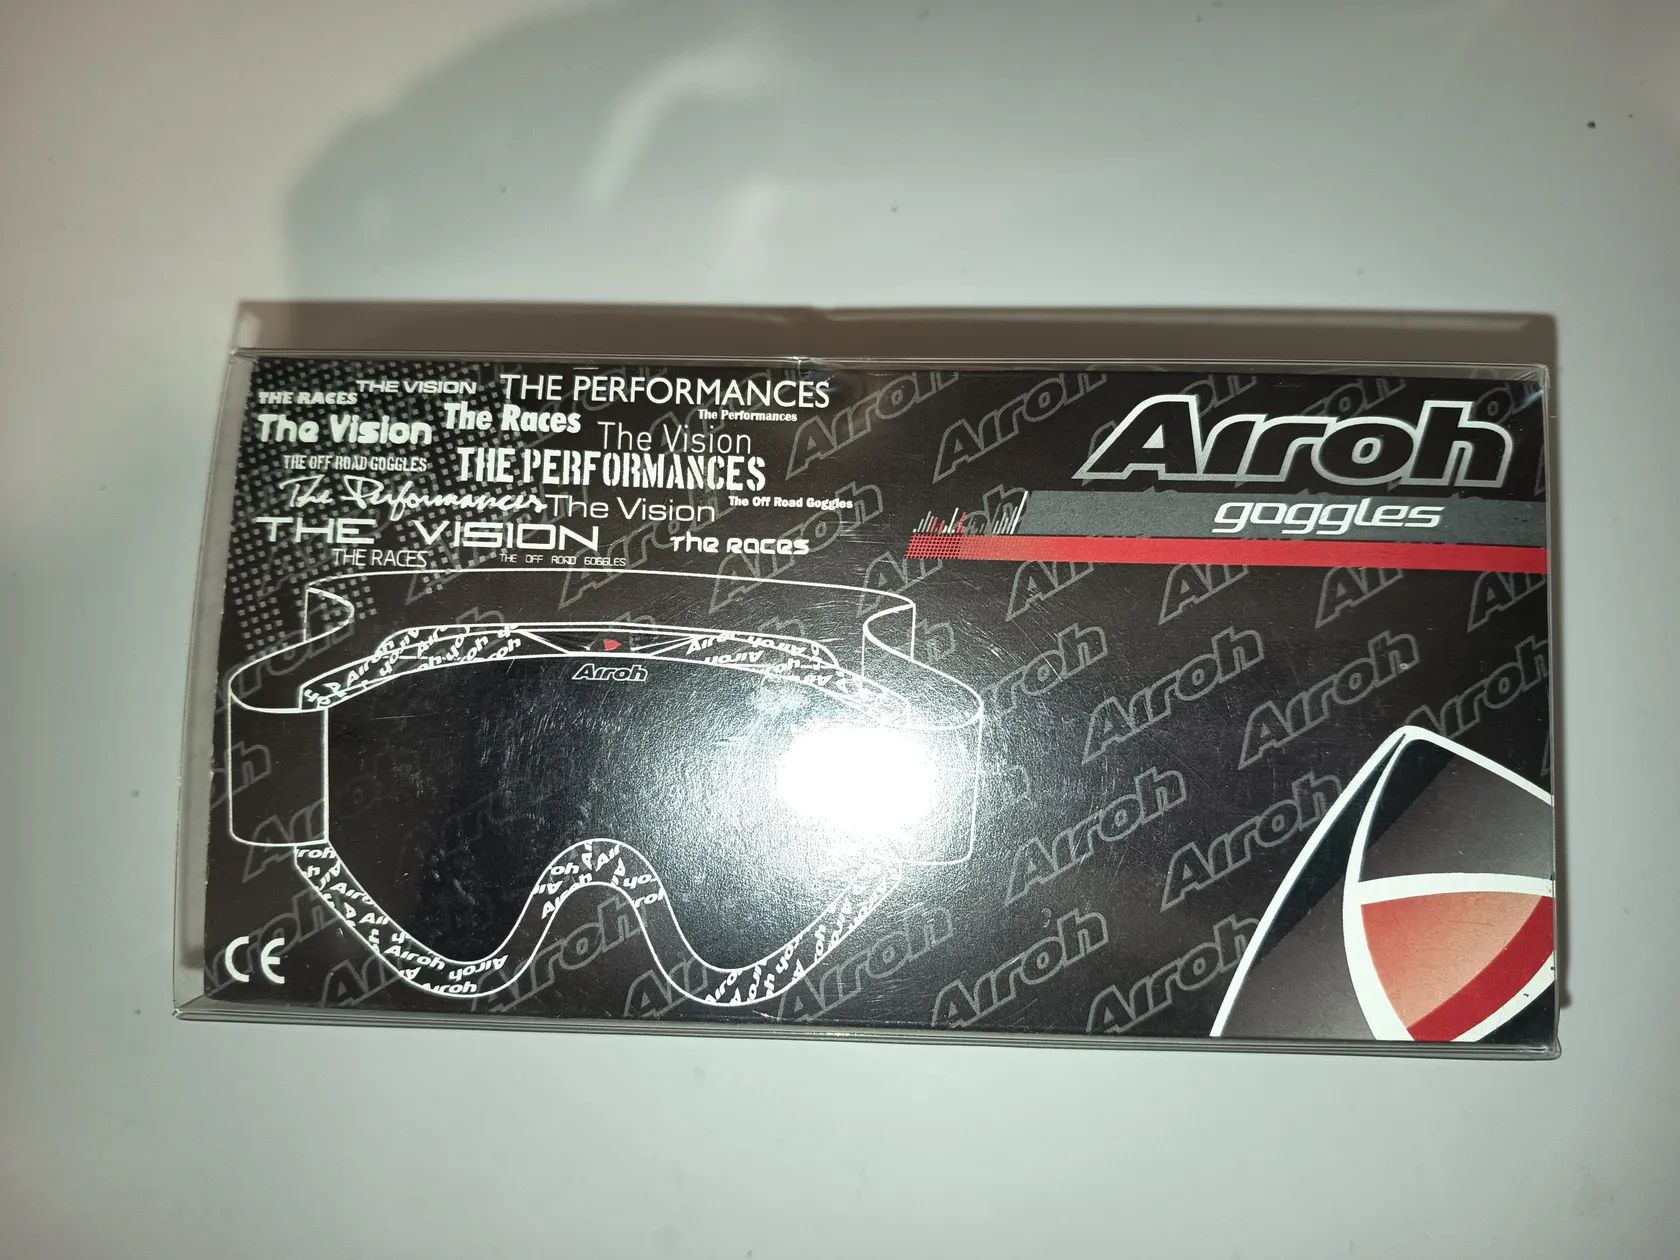 THE RACES THE VISION THE PERFORMANCES
The Vision The Races The Performances
The Vision
THE OFF ROAD GOGGLES THE PERFORMANCES
The Performances The Vision The Off Road Goggles
THE VISION The Races
THE RACES THE OFF ROAD GOGGLES
Airoh
goggles
Airoh
CE